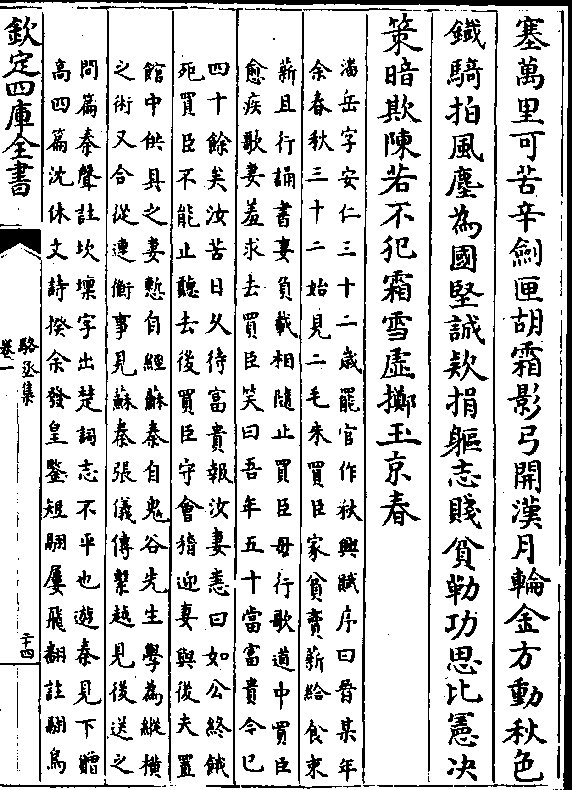 塞萬里可苦辛劍匣胡霜影弓開漢月輪金方動秋色
鐵騎拍風塵為國堅誠欵捐軀志賤貧勒功思比憲决
策暗欺陳若不犯霜雪虛擲玉京春
潘岳字安仁三十二歳罷官作秋興賦序曰晉某年
余春秋三十二始見二毛朱買臣家貧賣薪給食束
薪且行誦書妻負載相隨止買臣毋行歌道中買臣
愈疾歌妻羞求去買臣笑曰吾年五十當富貴今已
四十餘矣汝苦日久待富貴報汝妻恚曰如公終餓
死買臣不能止聽去後買臣守會稽迎妻與後夫置
館中供具之妻慙自經蘇秦自鬼谷先生學為縱横
之術又合從連衡事見蘇秦張儀傳繫越見後送之
問篇秦聲註坎壈字出楚詞志不平也遊秦見下贈
高四篇沈休文詩揆余發皇鑒短翮屢飛翻註翮鳥
欽定四庫全書
駱丞集
卷一
二十四